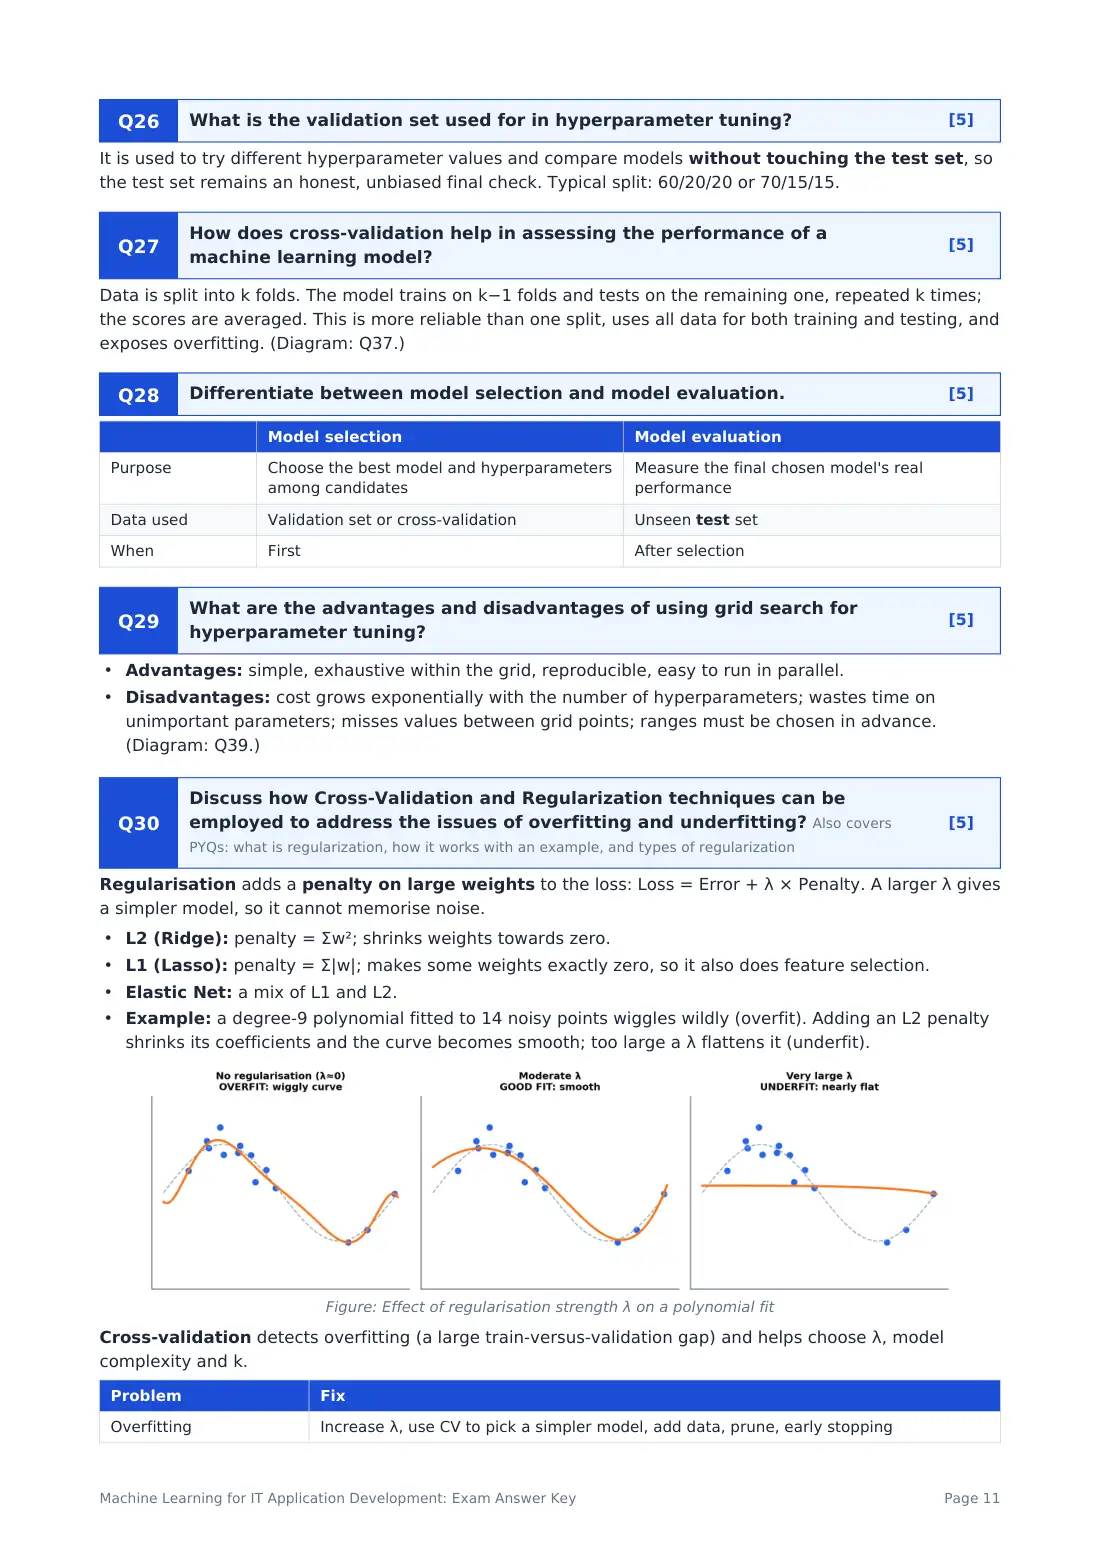 Q26 What is the validation set used for in hyperparameter tuning? [5]
It is used to try different hyperparameter values and compare models without touching the test set, so
the test set remains an honest, unbiased final check. Typical split: 60/20/20 or 70/15/15.
Q27 How does cross-validation help in assessing the performance of a
machine learning model? [5]
Data is split into k folds. The model trains on k−1 folds and tests on the remaining one, repeated k times;
the scores are averaged. This is more reliable than one split, uses all data for both training and testing, and
exposes overfitting. (Diagram: Q37.)
Q28 Differentiate between model selection and model evaluation. [5]
Model selection Model evaluation
Purpose Choose the best model and hyperparameters Measure the final chosen model's real
among candidates performance
Data used Validation set or cross-validation Unseen test set
When First After selection
Q29 What are the advantages and disadvantages of using grid search for
hyperparameter tuning? [5]
• Advantages: simple, exhaustive within the grid, reproducible, easy to run in parallel.
• Disadvantages: cost grows exponentially with the number of hyperparameters; wastes time on
unimportant parameters; misses values between grid points; ranges must be chosen in advance.
(Diagram: Q39.)
Q30 Discuss how Cross-Validation and Regularization techniques can be
employed to address the issues of overfitting and underfitting? Also covers [5]
PYQs: what is regularization, how it works with an example, and types of regularization
Regularisation adds a penalty on large weights to the loss: Loss = Error + λ × Penalty. A larger λ gives
a simpler model, so it cannot memorise noise.
• L2 (Ridge): penalty = Σw²; shrinks weights towards zero.
• L1 (Lasso): penalty = Σ|w|; makes some weights exactly zero, so it also does feature selection.
• Elastic Net: a mix of L1 and L2.
• Example: a degree-9 polynomial fitted to 14 noisy points wiggles wildly (overfit). Adding an L2 penalty
shrinks its coefficients and the curve becomes smooth; too large a λ flattens it (underfit).
No regularisation (λ≈0) Moderate λ Very large λ
OVERFIT: wiggly curve GOOD FIT: smooth UNDERFIT: nearly flat
Figure: Effect of regularisation strength λ on a polynomial fit
Cross-validation detects overfitting (a large train-versus-validation gap) and helps choose λ, model
complexity and k.
Problem Fix
Overfitting Increase λ, use CV to pick a simpler model, add data, prune, early stopping
Machine Learning for IT Application Development: Exam Answer Key Page 11